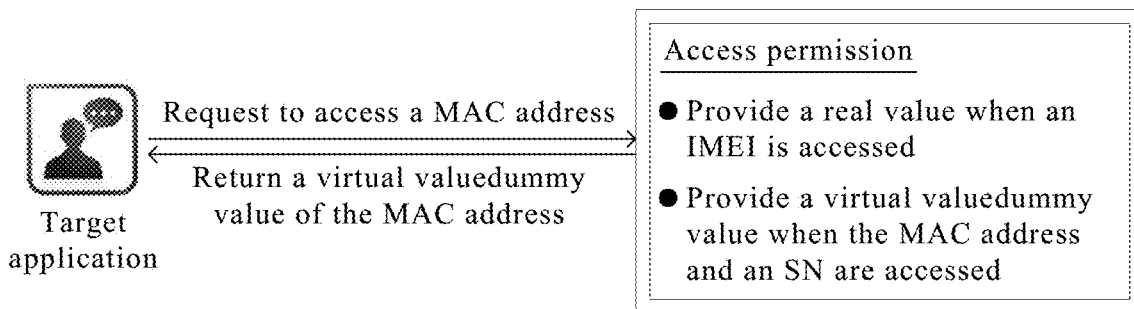 Target
application
Request to access a MAC address
Return a virtual valuedummy
value of the MAC address
Access permission
● Provide a real value when an
IMEI is accessed
● Provide a virtual valuedummy
value when the MAC address
and an SN are accessed